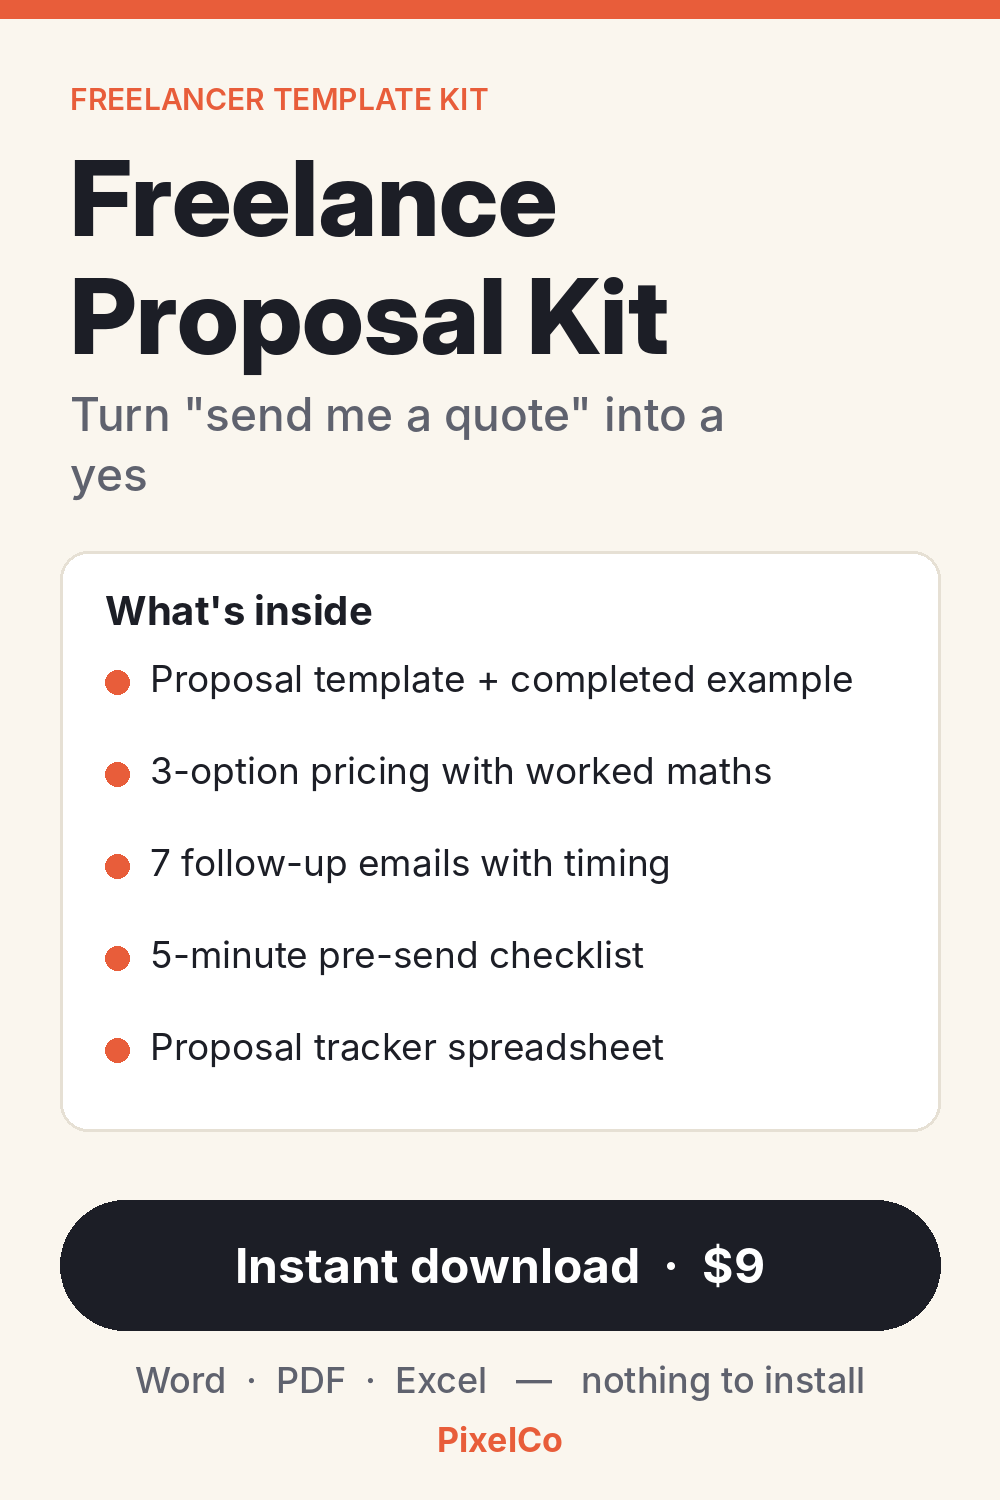 FREELANCER TEMPLATE KIT
Freelance
Proposal Kit
Turn "send me a quote" into a
yes
What's inside
Proposal template + completed example
3-option pricing with worked maths
7 follow-up emails with timing
5-minute pre-send checklist
Proposal tracker spreadsheet
Instant download · $9
Word · PDF · Excel — nothing to install
PixelCo